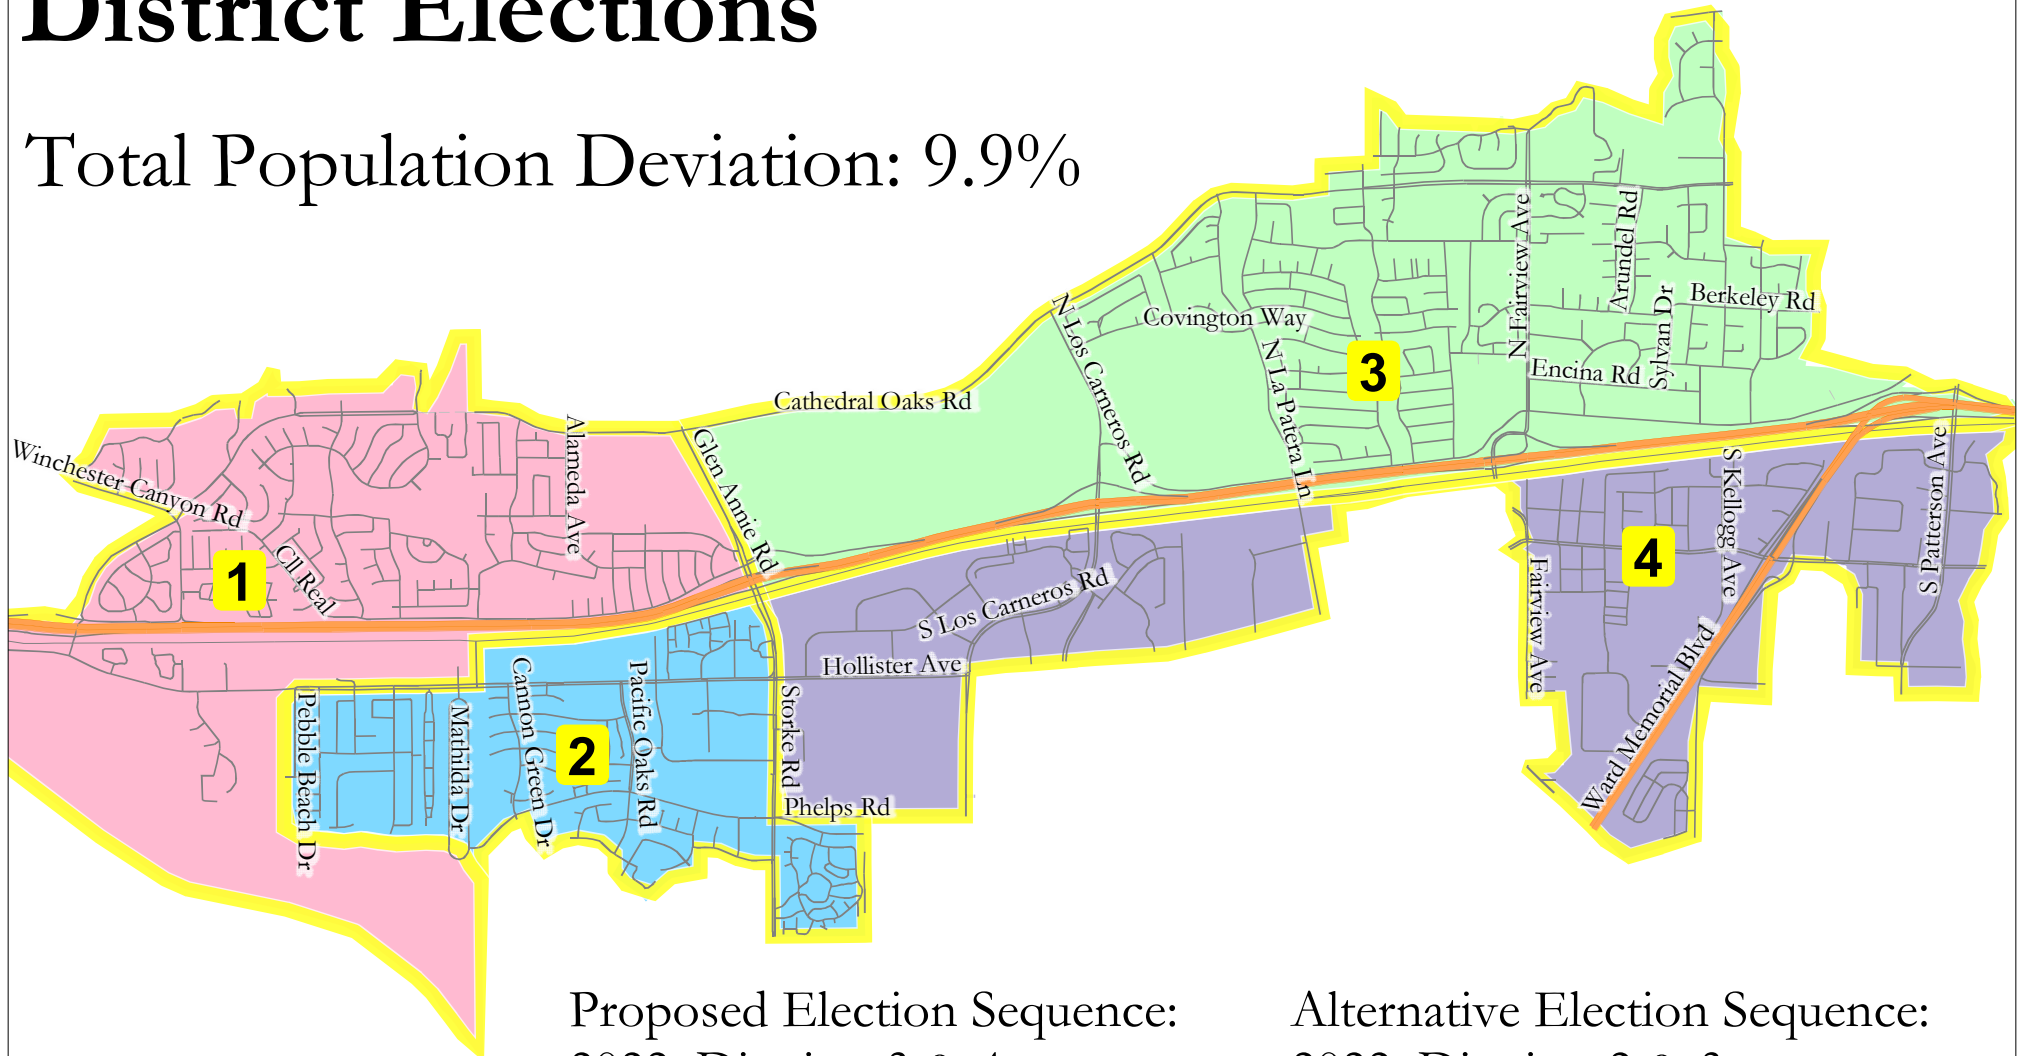 District Elections
Total Population Deviation: 9.9%
N Fairview Ave
Arundel Rd
Berkeley Rd
Sylvan Dr
N Los Carneros Rd
Covington Way
N La Patera Ln
3
Encina Rd
Cathedral Oaks Rd
Winchester Canyon Rd
Alameda Ave
Glen Annie Rd
S Kellogg Ave
S Patterson Ave
1
Cll Real
4
Fairview Ave
S Los Carneros Rd
Hollister Ave
Ward Memorial Blvd
Pebble Beach Dr
Mathilda Dr
Cannon Green Dr
2
Pacific Oaks Rd
Storke Rd
Phelps Rd
Proposed Election Sequence:
Alternative Election Sequence: